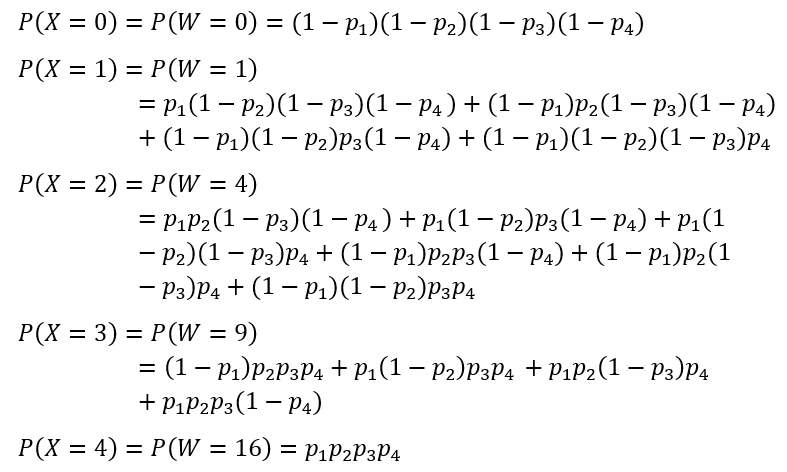 P(X = 0) = P(W = 0) = (1 − p₁)(1 − p₂)(1 − p₃)(1 − p₄)
P(X = 1) = P(W = 1)
= p₁(1 − p₂)(1 − p₃)(1 − p₄ ) + (1 − p₁)p₂(1 − p₃)(1 − p₄)
+ (1 − p₁)(1 − p₂)p₃(1 − p₄) + (1 − p₁)(1 − p₂)(1 − p₃)p₄
P(X = 2) = P(W = 4)
= p₁p₂(1 − p₃)(1 − p₄ ) + p₁(1 − p₂)p₃(1 − p₄) + p₁(1
− p₂)(1 − p₃)p₄ + (1 − p₁)p₂p₃(1 − p₄) + (1 − p₁)p₂(1
− p₃)p₄ + (1 − p₁)(1 − p₂)p₃p₄
P(X = 3) = P(W = 9)
= (1 − p₁)p₂p₃p₄ + p₁(1 − p₂)p₃p₄ + p₁p₂(1 − p₃)p₄
+ p₁p₂p₃(1 − p₄)
P(X = 4) = P(W = 16) = p₁p₂p₃p₄